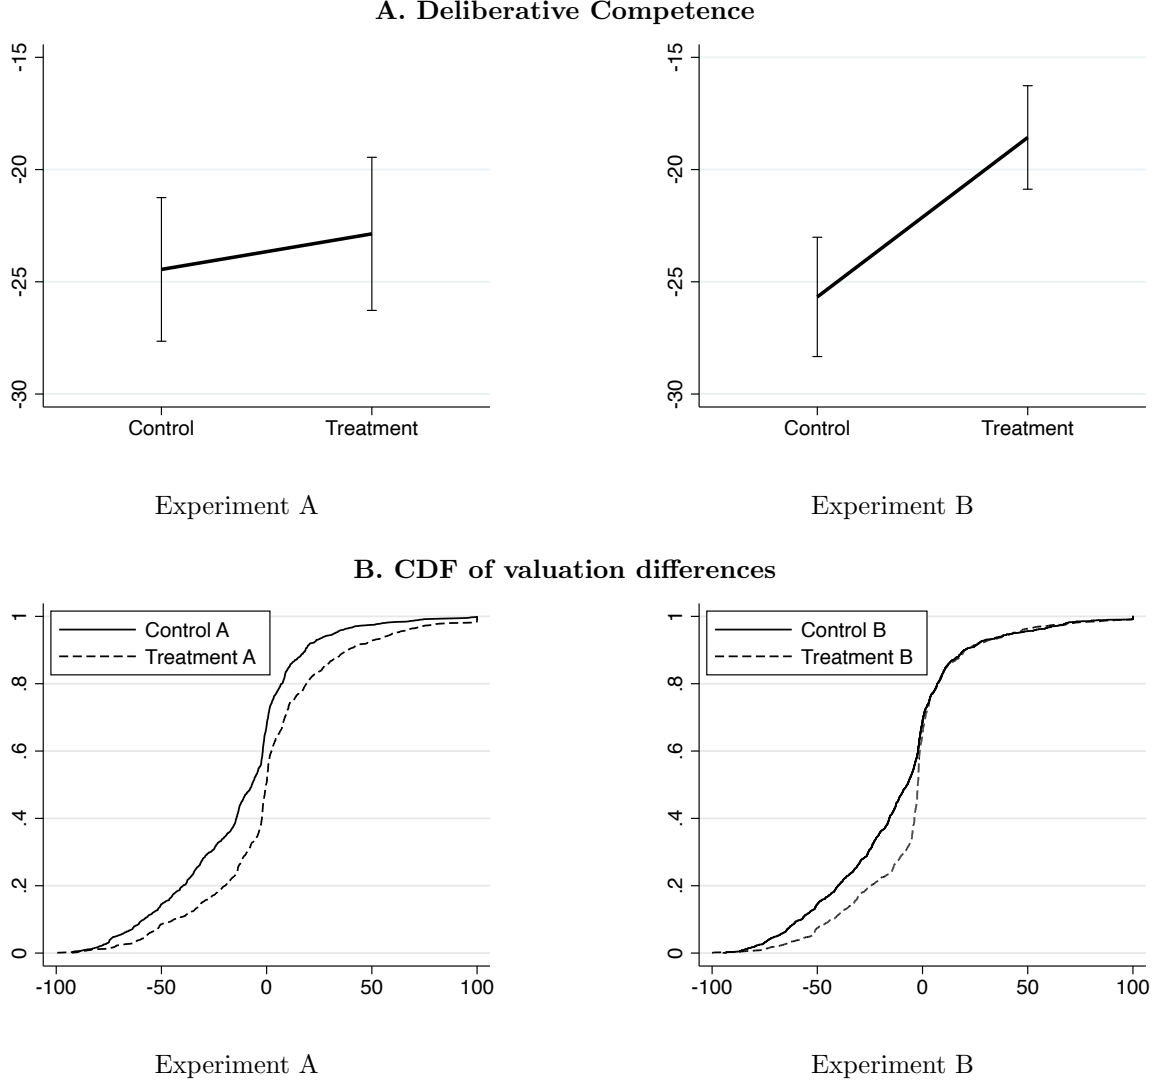 A. Deliberative Competence
-15
-20
-25
-30
Control
Treatment
Experiment A
-15
-20
-25
-30
Control
Treatment
Experiment B
B. CDF of valuation differences
Control A
Treatment A
1
.8
.6
.4
.2
0
-100
-50
0
50
100
Experiment A
Control B
Treatment B
1
.8
.6
.4
.2
0
-100
-50
0
50
100
Experiment B